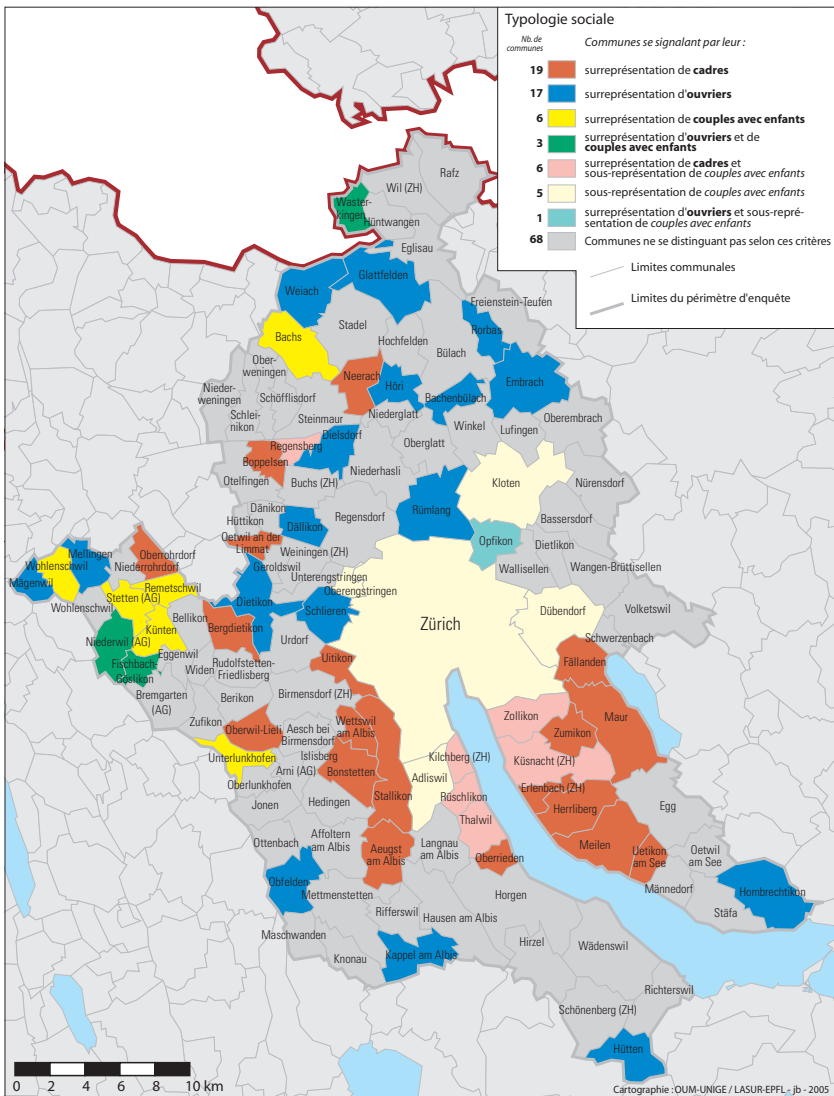 Typologie sociale
Nb. de
communes
Communes se signalant par leur :
19 surreprésentation de cadres
17 surreprésentation d'ouvriers
6 surreprésentation de couples avec enfants
3 surreprésentation d'ouvriers et de
couples avec enfants
6 surreprésentation de cadres et
sous-représentation de couples avec enfants
5 sous-représentation de couples avec enfants
1 surreprésentation d'ouvriers et sous-repré-
sentation de couples avec enfants
68 Communes ne se distinguant pas selon ces critères
Limites communales
Limites du périmètre d'enquête
Rafz
Wil (ZH)
Waster-
kingen
Hüntwangen
Eglisau
Glattfelden
Weiach
Freienstein-Teufen
Stadel
Rorbas
Bachs
Hochfelden
Bülach
Ober-
weningen
Neerach
Höri
Embrach
Niederweningen
Schöfflisdorf
Bachenbülach
Schlei-
nikon
Steinmaur
Niederglatt
Oberembrach
Winkel
Lufingen
Dielsdorf
Regensberg
Oberglatt
Boppelsen
Niederhasli
Otelfingen
Buchs (ZH)
Kloten
Nürensdorf
Dänikon
Regensdorf
Rümlang
Bassersdorf
Hüttikon
Dällikon
Oetwil an der
Limmat
Opfikon
Dietlikon
Weiningen (ZH)
Wallisellen
Wangen-Brüttisellen
Mellingen
Oberrohrdorf
Wohlenschwil
Niederrohrdorf
Geroldswil
Mägenwil
Unterengstringen
Remetschwil
Oberengstringen
Stetten (AG)
Wohlenschwil
Dietikon
Schlieren
Dübendorf
Volketswil
Bellikon
Künten
Bergdietikon
Zürich
Niederwil (AG)
Urdorf
Schwerzenbach
Eggenwil
Uitikon
Fällanden
Fischbach-
Göslikon
Widen
Rudolfstetten-
Friedlisberg
Bremgarten
(AG)
Berikon
Birmensdorf (ZH)
Zollikon
Maur
Zufikon
Oberwil-Lieli
Aesch bei
Birmensdorf
Wettswil
am Albis
Zumikon
Unterlunkhofen
Islisberg
Kilchberg (ZH)
Küsnacht (ZH)
Arni (AG)
Bonstetten
Adliswil
Oberlunkhofen
Erlenbach (ZH)
Jonen
Hedingen
Stallikon
Rüschlikon
Herrliberg
Egg
Thalwil
Ottenbach
Affoltern
am Albis
Aeugst
am Albis
Langnau
am Albis
Meilen
Uetikon
am See
Oetwil
am See
Oberrieden
Obfelden
Männedorf
Hombrechtikon
Mettmenstetten
Horgen
Stäfa
Rifferswil
Hausen am Albis
Maschwanden
Hirzel
Wädenswil
Knonau
Kappel am Albis
Richterswil
Schönenberg (ZH)
Hütten
0 2 4 6 8 10 km
Cartographie : OUM-UNIGE / LASUR-EPFL - jb - 2005